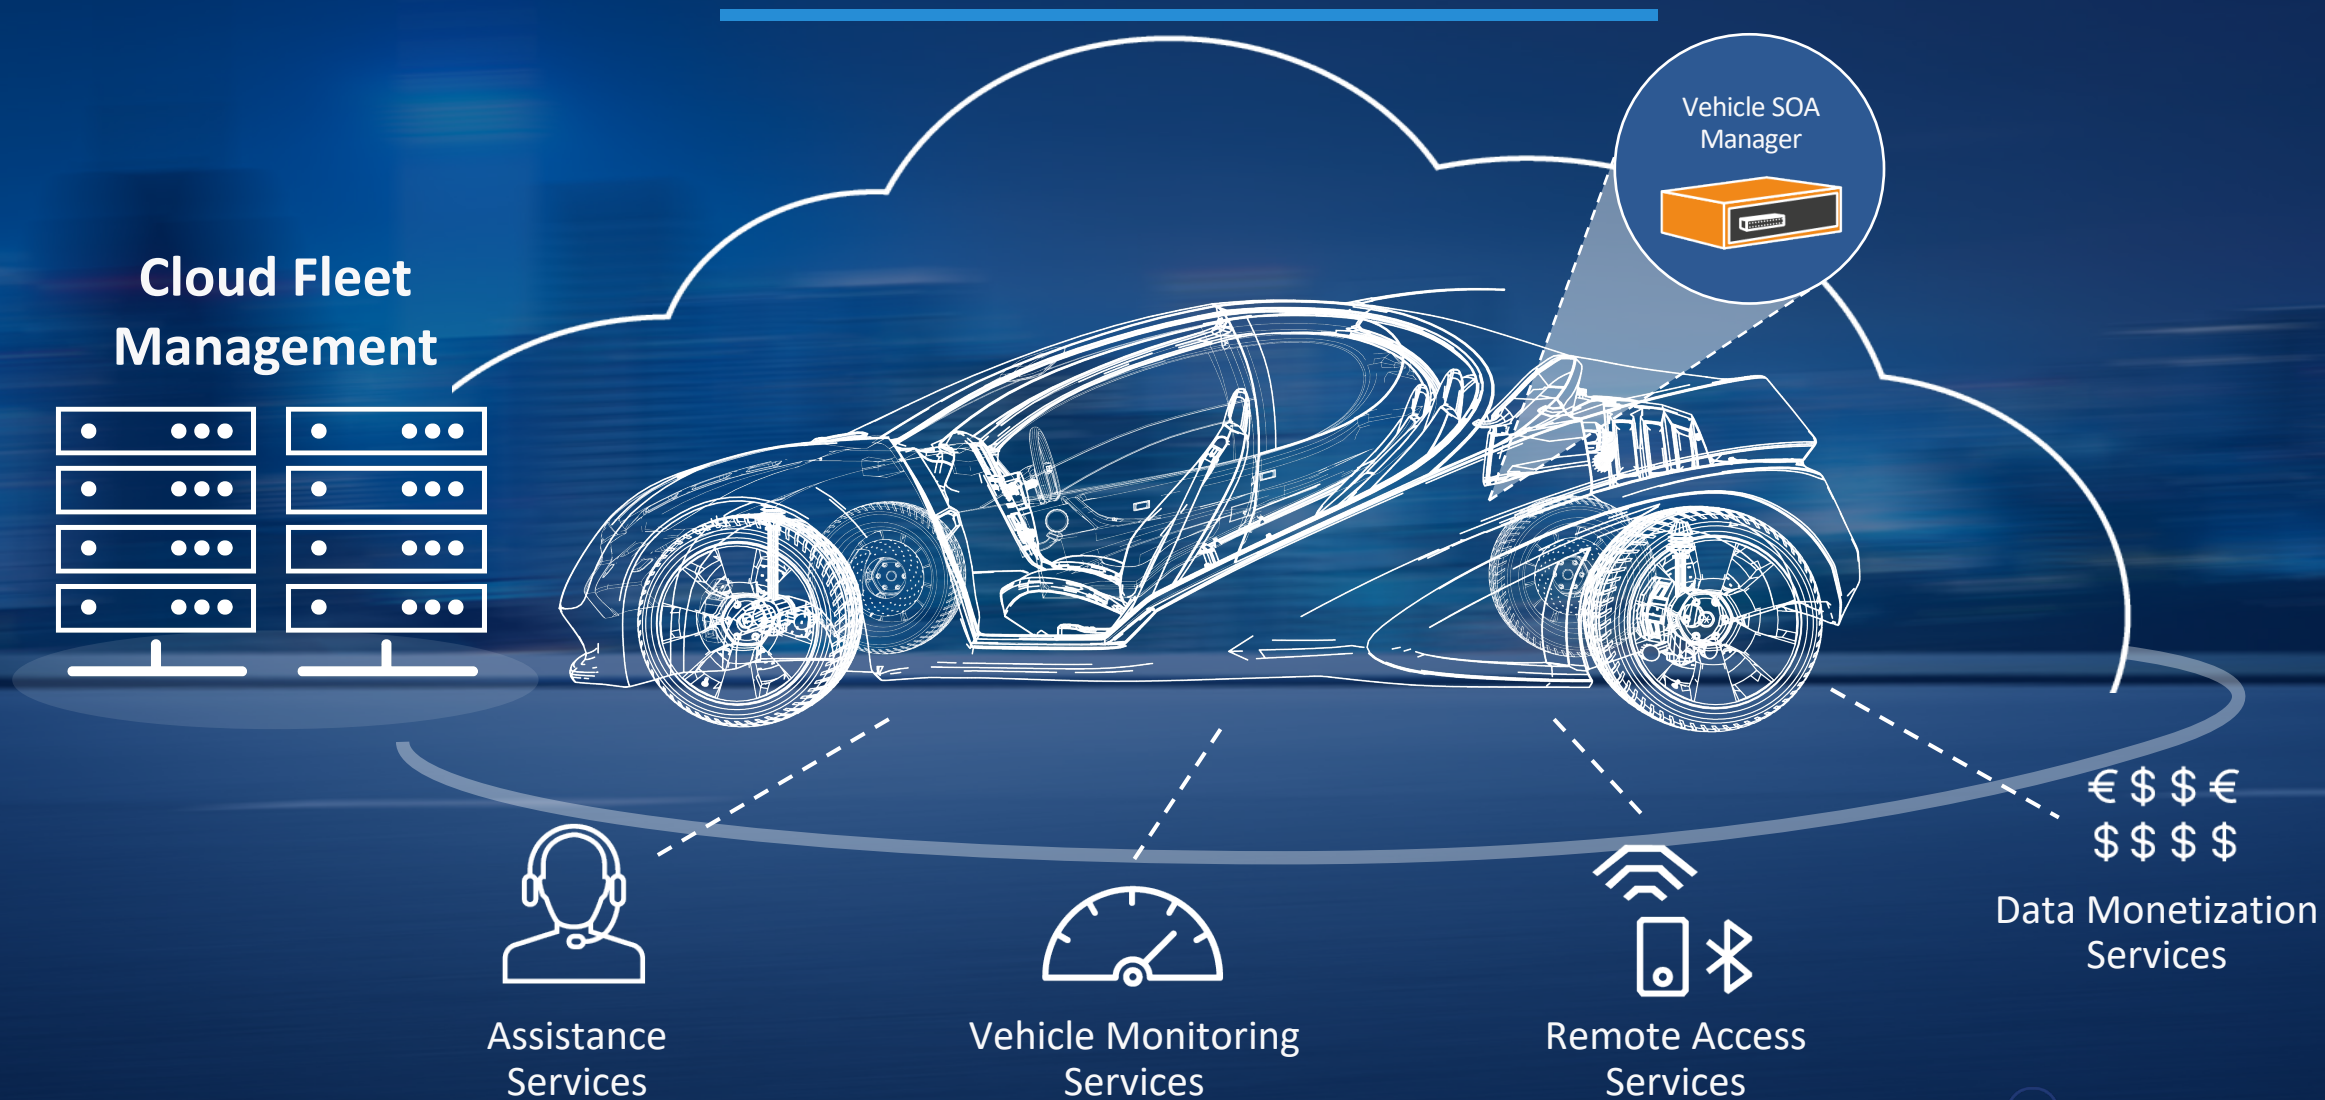 Vehicle SOA
Manager
Cloud Fleet
Management
€ $ $ €
$ $ $ $
Data Monetization
Services
Assistance
Services
Vehicle Monitoring
Services
Remote Access
Services